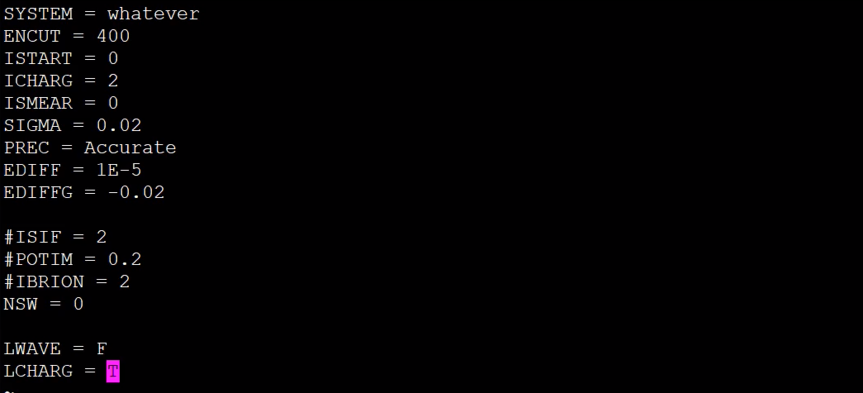 SYSTEM = whatever
ENCUT = 400
ISTART = 0
ICHARG = 2
ISMEAR = 0
SIGMA = 0.02
PREC = Accurate
EDIFF = 1E-5
EDIFFG = -0.02
#ISIF = 2
#POTIM = 0.2
#IBRION = 2
NSW = 0
LWAVE = F
LCHARG = T